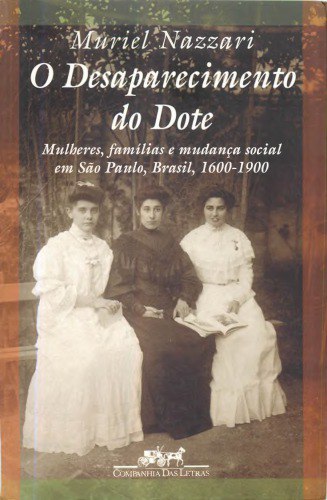 Muriel Nazzari
O Desaparecimento
do Dote
Mulheres, famílias e mudança social
em São Paulo, Brasil, 1600-1900
COMPANHIA DAS LETRAS